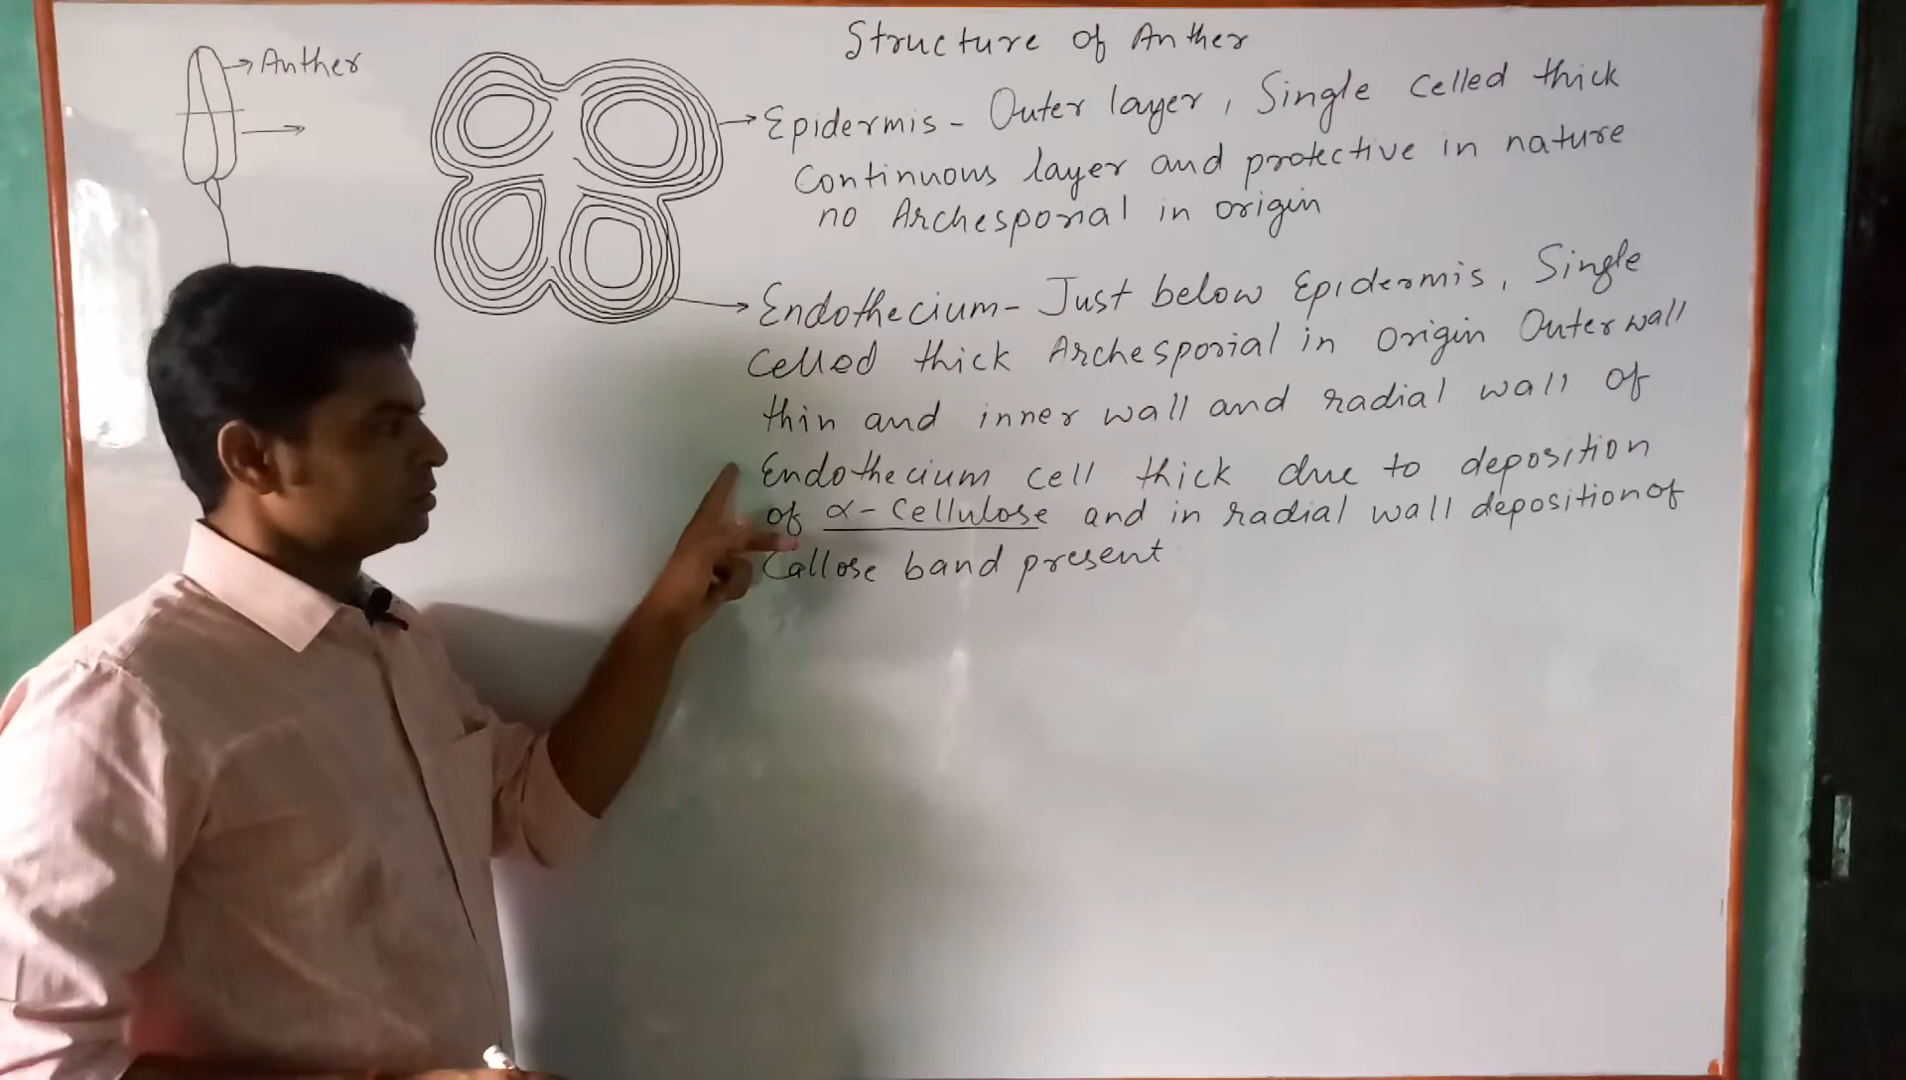 Structure of Anther
Anther
Epidermis - Outer layer, Single celled thick
Continuous layer and protective in nature
no Archesporial in origin
Endothecium - Just below Epidermis, Single
Celled thick Archesporial in origin Outer wall
thin and inner wall and radial wall of
Endothecium cell thick due to deposition
of α-Cellulose and in radial wall deposition of
Callose band present